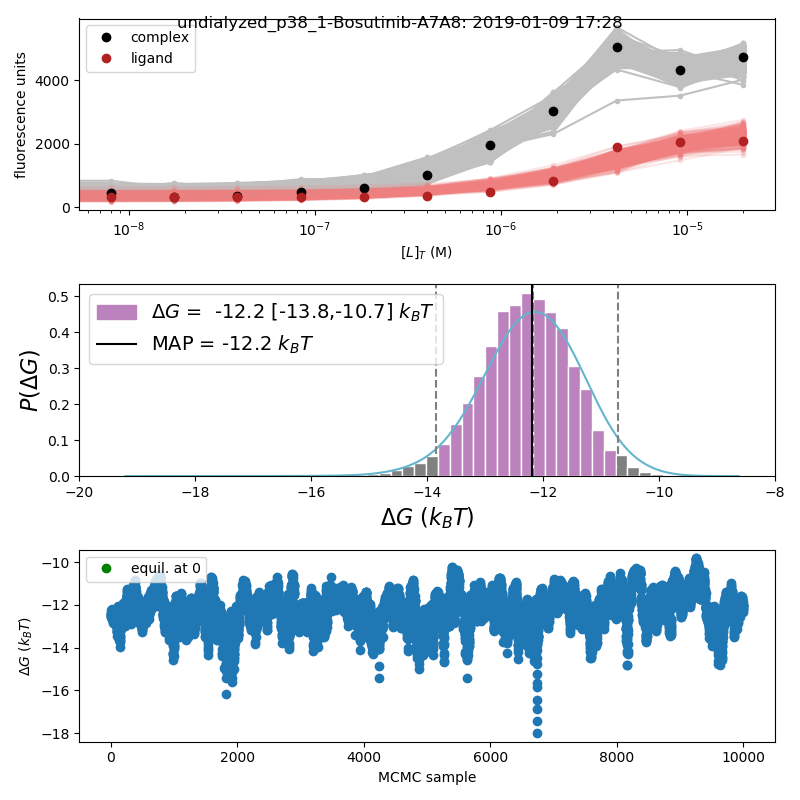 undialyzed_p38_1-Bosutinib-A7A8: 2019-01-09 17:28
complex
ligand
fluorescence units
0
2000
4000
10⁻⁸
10⁻⁷
10⁻⁶
10⁻⁵
[L]_T (M)
ΔG = -12.2 [-13.8,-10.7] k_BT
MAP = -12.2 k_BT
P(ΔG)
0.5
0.4
0.3
0.2
0.1
0.0
−20
−18
−16
−14
−12
−10
−8
ΔG (k_BT)
equil. at 0
ΔG (k_BT)
−10
−12
−14
−16
−18
0
2000
4000
6000
8000
10000
MCMC sample